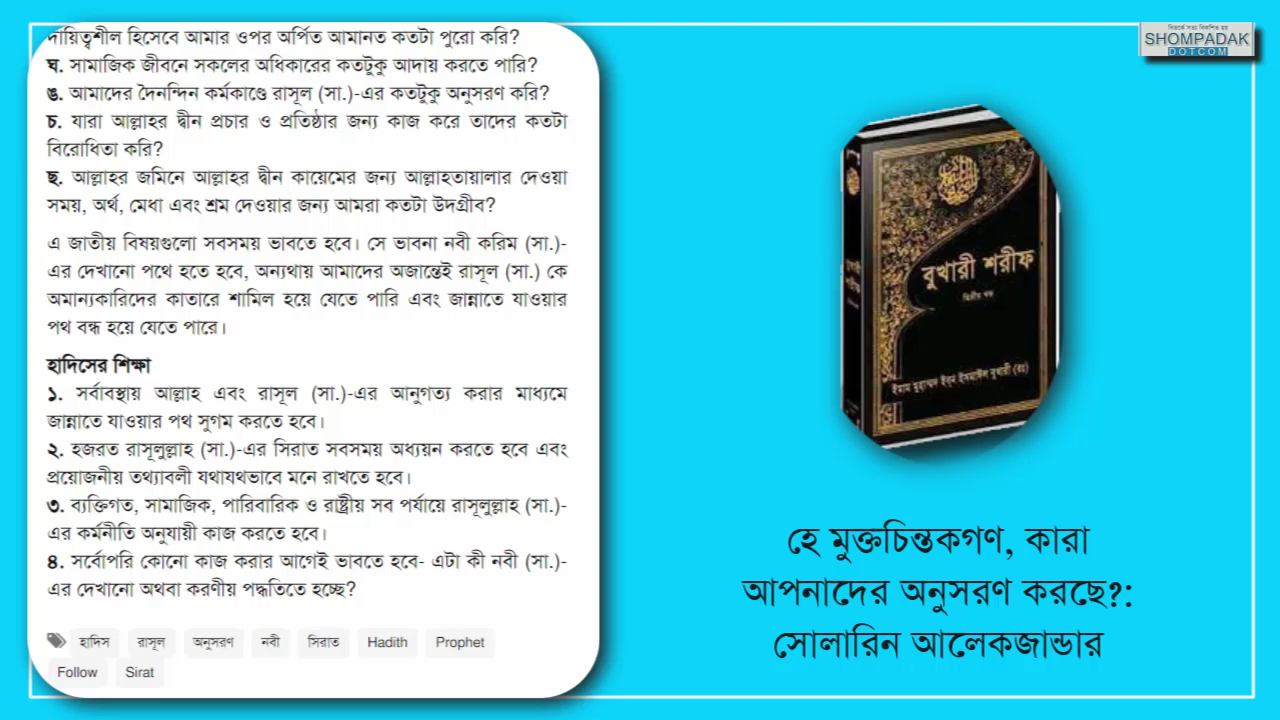 দায়িত্বশীল হিসেবে আমার ওপর অর্পিত আমানত কতটা পুরো করি?
ঘ. সামাজিক জীবনে সকলের অধিকারের কতটুকু আদায় করতে পারি?
ঙ. আমাদের দৈনন্দিন কর্মকাণ্ডে রাসূল (সা.)-এর কতটুকু অনুসরণ করি?
চ. যারা আল্লাহর দ্বীন প্রচার ও প্রতিষ্ঠার জন্য কাজ করে তাদের কতটা
বিরোধিতা করি?
ছ. আল্লাহর জমিনে আল্লাহর দ্বীন কায়েমের জন্য আল্লাহতায়ালার দেওয়া
সময়, অর্থ, মেধা এবং শ্রম দেওয়ার জন্য আমরা কতটা উদগ্রীব?
এ জাতীয় বিষয়গুলো সবসময় ভাবতে হবে। সে ভাবনা নবী করিম (সা.)-
এর দেখানো পথে হতে হবে, অন্যথায় আমাদের অজান্তেই রাসূল (সা.) কে
অমান্যকারিদের কাতারে শামিল হয়ে যেতে পারি এবং জান্নাতে যাওয়ার
পথ বন্ধ হয়ে যেতে পারে।
হাদিসের শিক্ষা
১. সর্বাবস্থায় আল্লাহ এবং রাসূল (সা.)-এর আনুগত্য করার মাধ্যমে
জান্নাতে যাওয়ার পথ সুগম করতে হবে।
২. হজরত রাসূলুল্লাহ (সা.)-এর সিরাত সবসময় অধ্যয়ন করতে হবে এবং
প্রয়োজনীয় তথ্যাবলী যথাযথভাবে মনে রাখতে হবে।
৩. ব্যক্তিগত, সামাজিক, পারিবারিক ও রাষ্ট্রীয় সব পর্যায়ে রাসূলুল্লাহ (সা.)-
এর কর্মনীতি অনুযায়ী কাজ করতে হবে।
৪. সর্বোপরি কোনো কাজ করার আগেই ভাবতে হবে- এটা কী নবী (সা.)-
এর দেখানো অথবা করণীয় পদ্ধতিতে হচ্ছে?
হাদিস রাসূল অনুসরণ নবী সিরাত Hadith Prophet
Follow Sirat
SHOMPADAK
DOTCOM
বুখারী শরীফ
দ্বিতীয় খন্ড
ইমাম মুহাম্মদ ইবন ইসমাইল বুখারী (রঃ)
হে মুক্তচিন্তকগণ, কারা
আপনাদের অনুসরণ করছে?:
সোলারিন আলেকজান্ডার